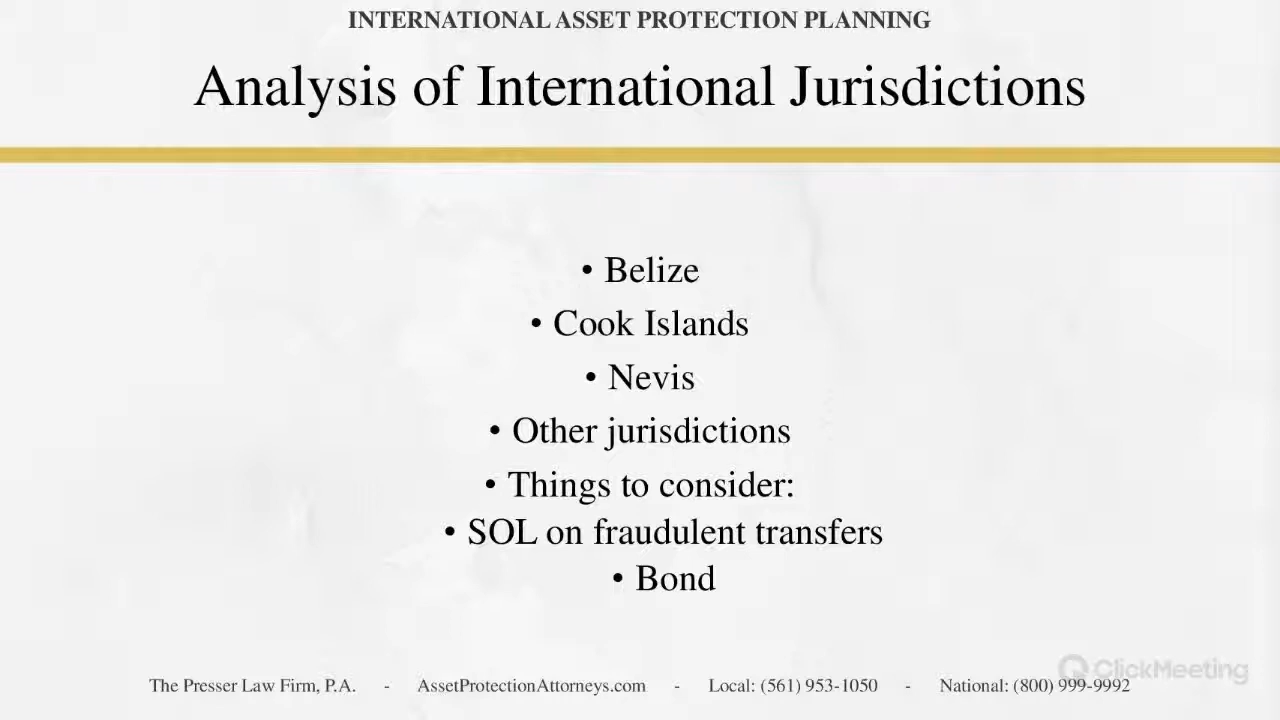 INTERNATIONAL ASSET PROTECTION PLANNING
Analysis of International Jurisdictions
• Belize
• Cook Islands
• Nevis
• Other jurisdictions
• Things to consider:
• SOL on fraudulent transfers
• Bond
ClickMeeting
The Presser Law Firm, P.A. - AssetProtectionAttorneys.com - Local: (561) 953-1050 - National: (800) 999-9992